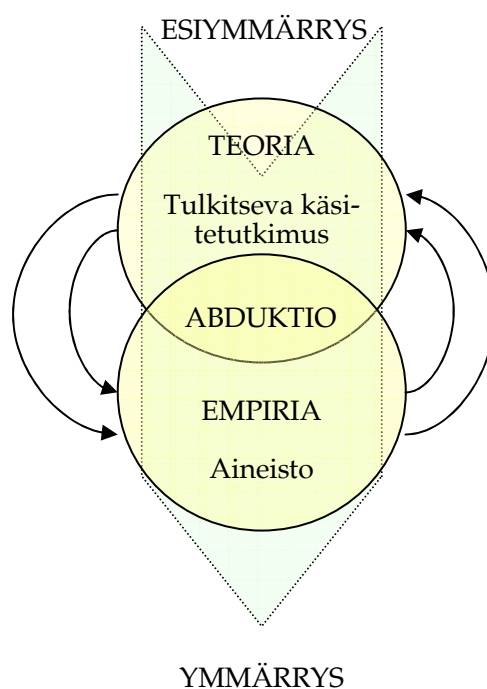 ESIYMMÄRRYS
TEORIA
Tulkitseva käsi-
tetutkimus
ABDUKTIO
EMPIRIA
Aineisto
YMMÄRRYS